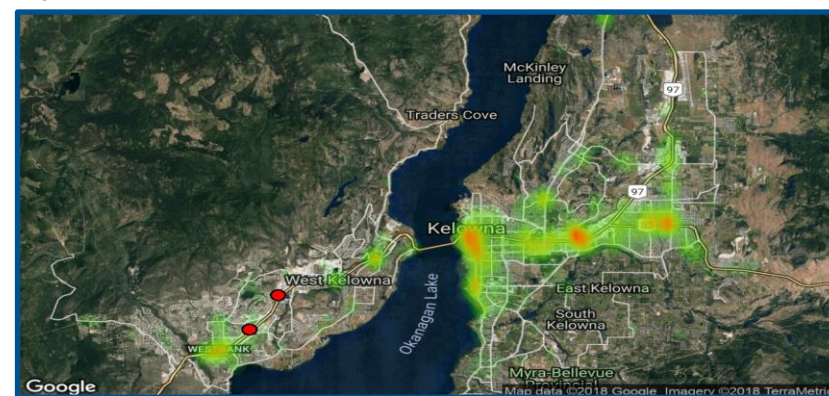 McKinley
Landing
97
Traders Cove
97
Kelowna
West Kelowna
East Kelowna
South
Kelowna
Okanagan Lake
WESTBANK
Myra-Bellevue
Provincial
Google
Map data ©2018 Google Imagery ©2018 TerraMetric